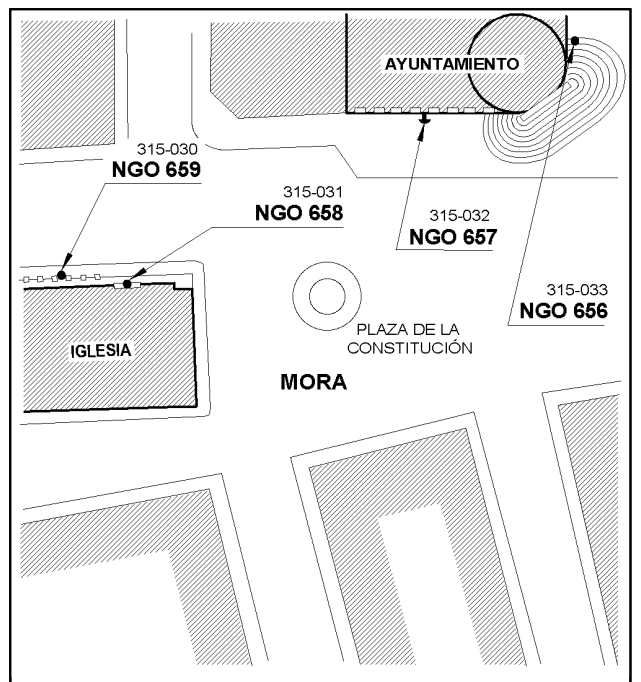 AYUNTAMIENTO
315-030
NGO 659
315-031
NGO 658
315-032
NGO 657
315-033
NGO 656
PLAZA DE LA
CONSTITUCIÓN
IGLESIA
MORA